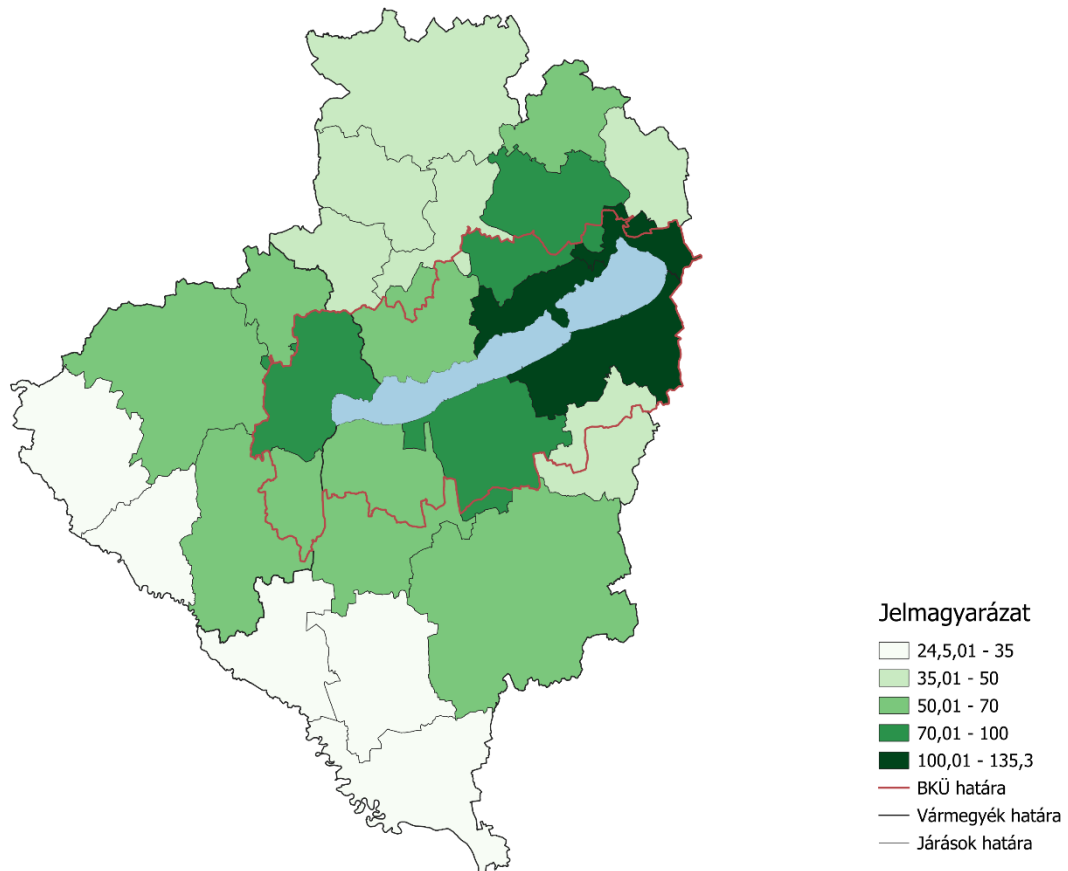 Jelmagyarázat
24,5,01 - 35
35,01 - 50
50,01 - 70
70,01 - 100
100,01 - 135,3
BKÜ határa
Vármegyék határa
Járások határa